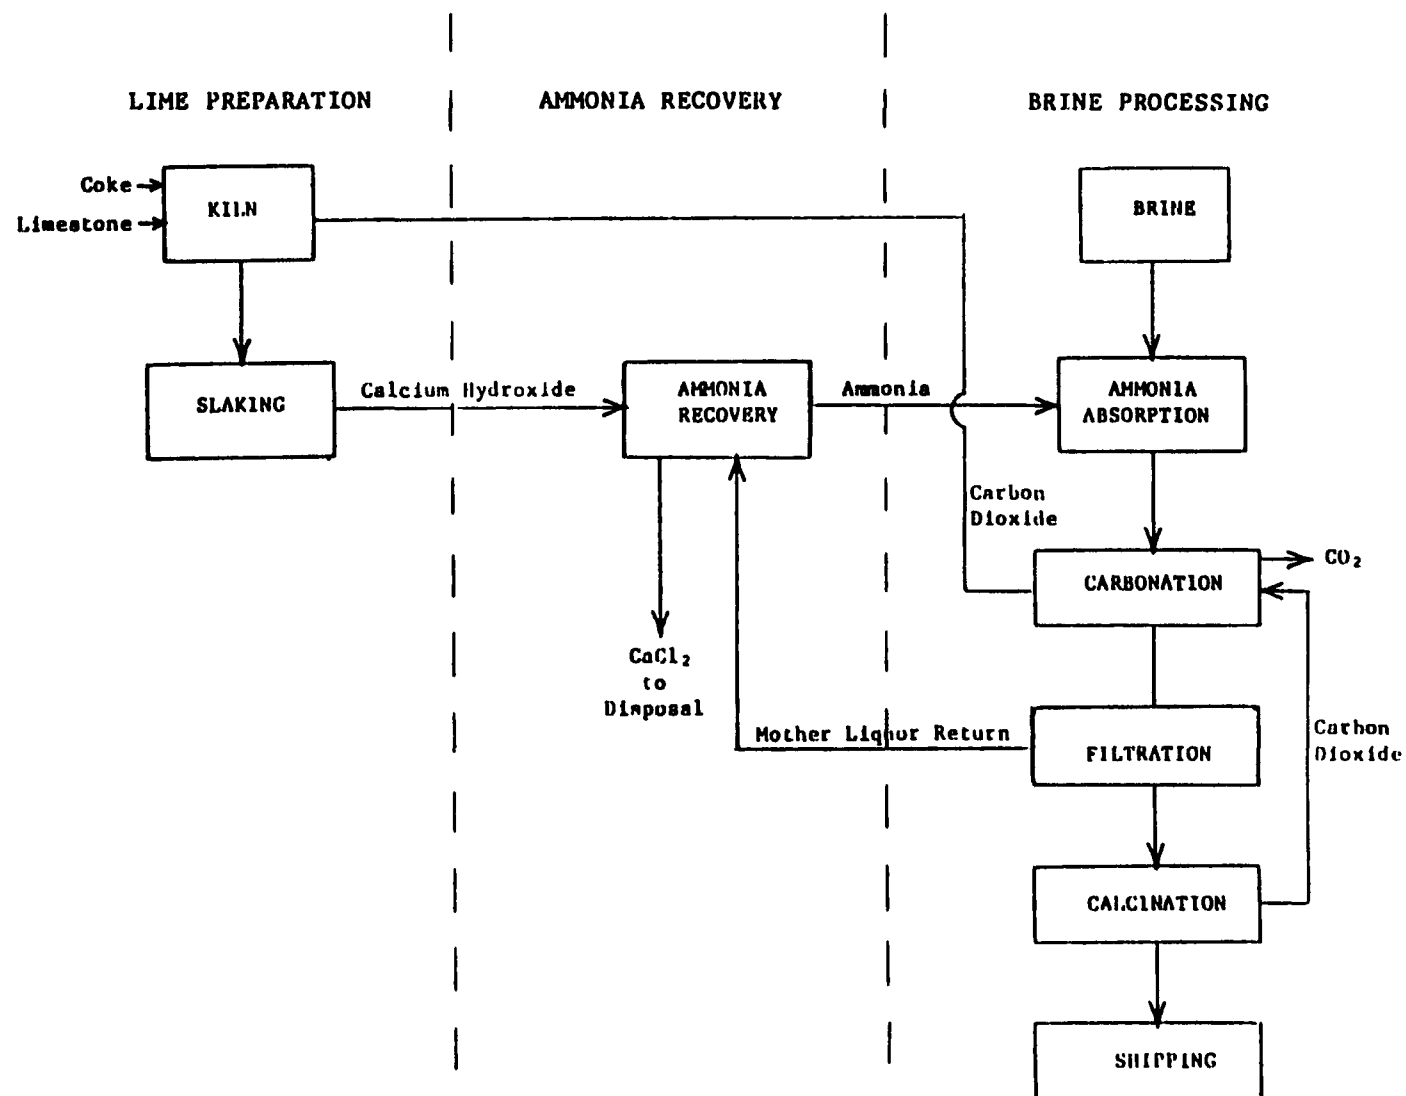 LIME PREPARATION
AMMONIA RECOVERY
BRINE PROCESSING
Coke
Limestone
KILN
BRINE
SLAKING
Calcium Hydroxide
AMMONIA
RECOVERY
Ammonia
AMMONIA
ABSORPTION
Carbon
Dioxide
CARBONATION
CO₂
CaCl₂
to
Disposal
Mother Liquor Return
FILTRATION
Carbon
Dioxide
CALCINATION
SHIPPING